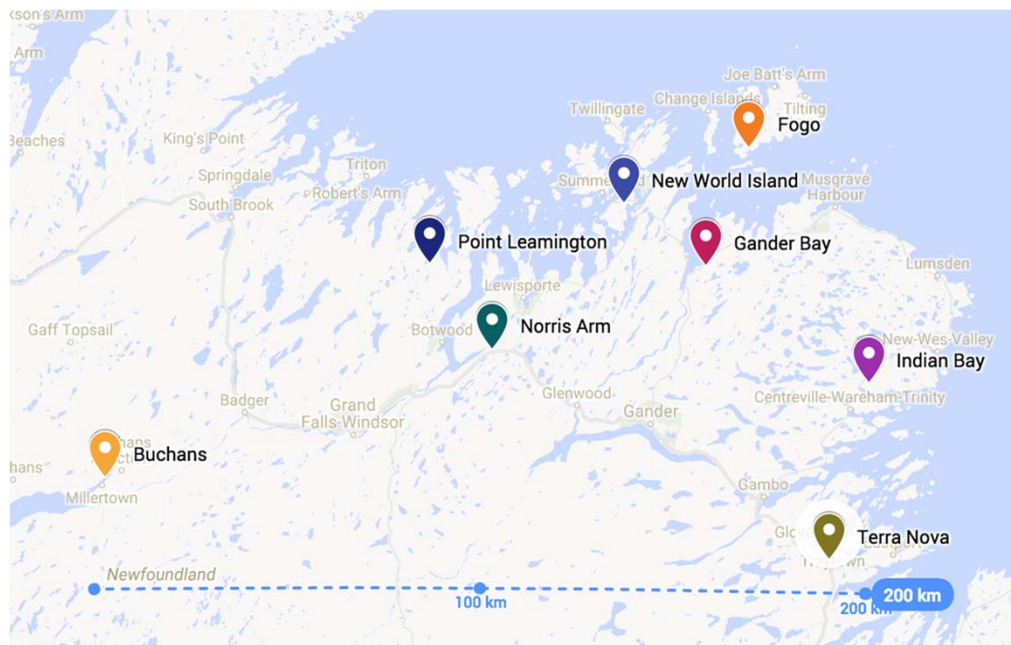 kson's Arm
Arm
Joe Batt's Arm
Change Islands
Tilting
Twillingate
Fogo
Beaches
King's Point
Triton
Springdale
Robert's Arm
South Brook
New World Island
Musgrave
Harbour
Point Leamington
Gander Bay
Lumsden
Lewisporte
Norris Arm
Botwood
Gaff Topsail
New-Wes-Valley
Indian Bay
Centreville-Wareham-Trinity
Glenwood
Badger
Grand
Falls-Windsor
Gander
Buchans
hans
Millertown
Gambo
Terra Nova
Newfoundland
100 km
200 km
200 km